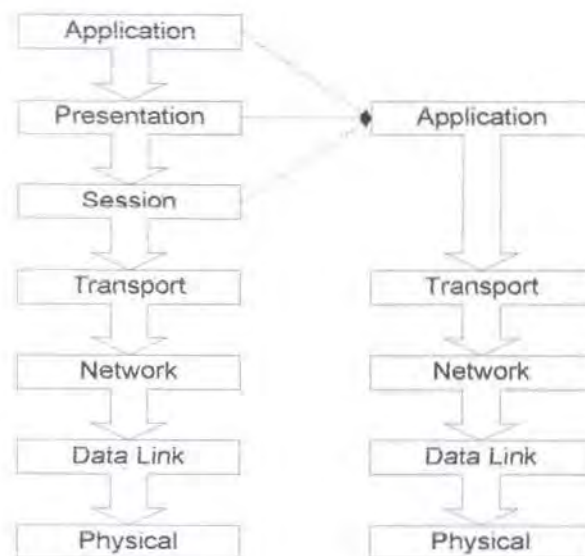 Application
Presentation
Session
Transport
Network
Data Link
Physical
Application
Transport
Network
Data Link
Physical